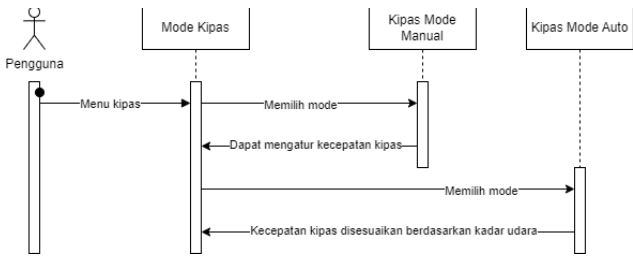 Mode Kipas
Kipas Mode
Manual
Kipas Mode Auto
Pengguna
Menu kipas
Memilih mode
Dapat mengatur kecepatan kipas
Memilih mode
Kecepatan kipas disesuaikan berdasarkan kadar udara